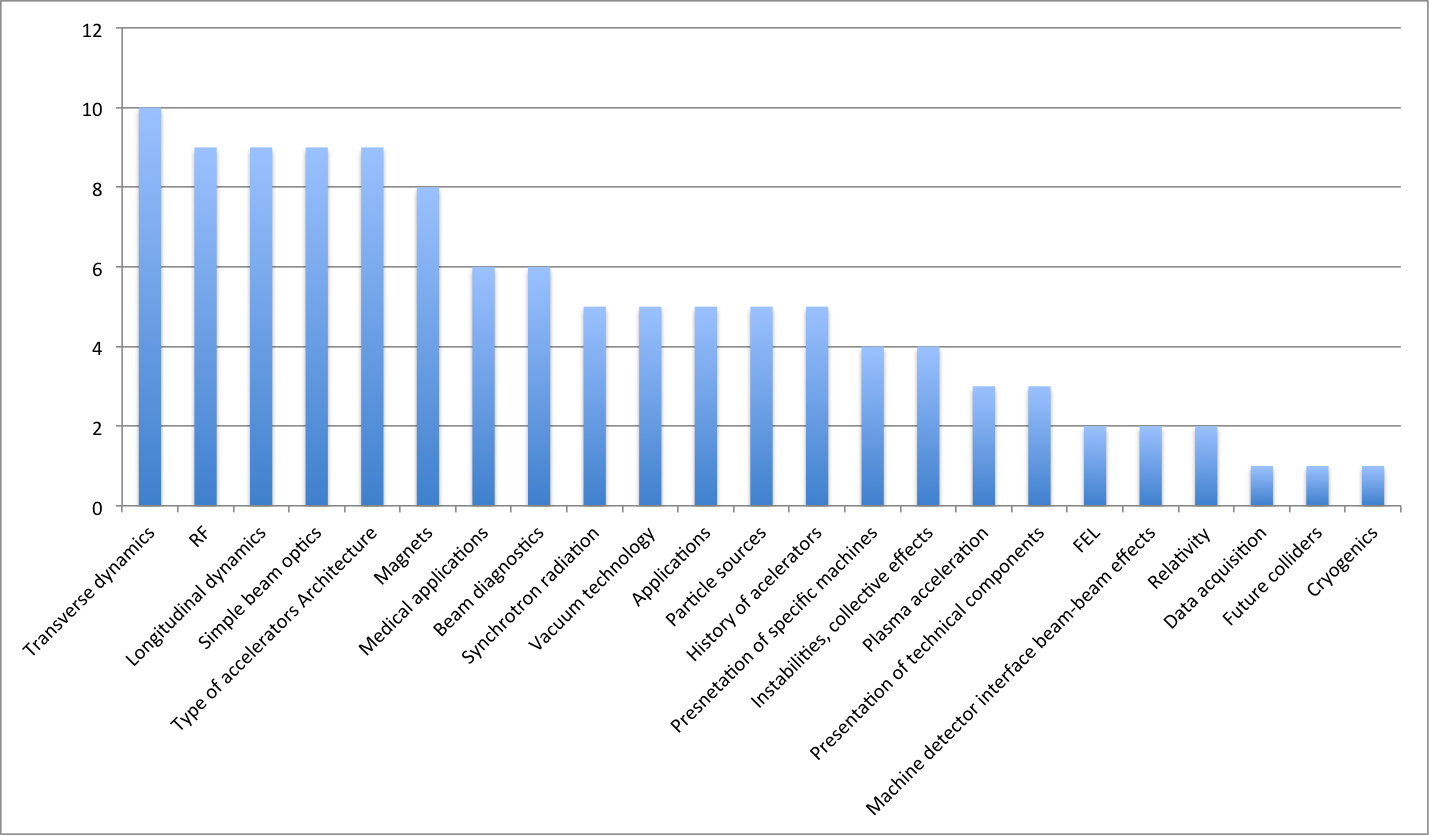 12
10
8
6
4
2
0
Transverse dynamics
RF
Longitudinal dynamics
Simple beam optics
Type of accelerators Architecture
Magnets
Medical applications
Beam diagnostics
Synchrotron radiation
Vacuum technology
Applications
Particle sources
History of accelerators
Presnetation of specific machines
Instabilities, collective effects
Plasma acceleration
Presentation of technical components
FEL
Machine detector interface beam-beam effects
Relativity
Data acquisition
Future colliders
Cryogenics